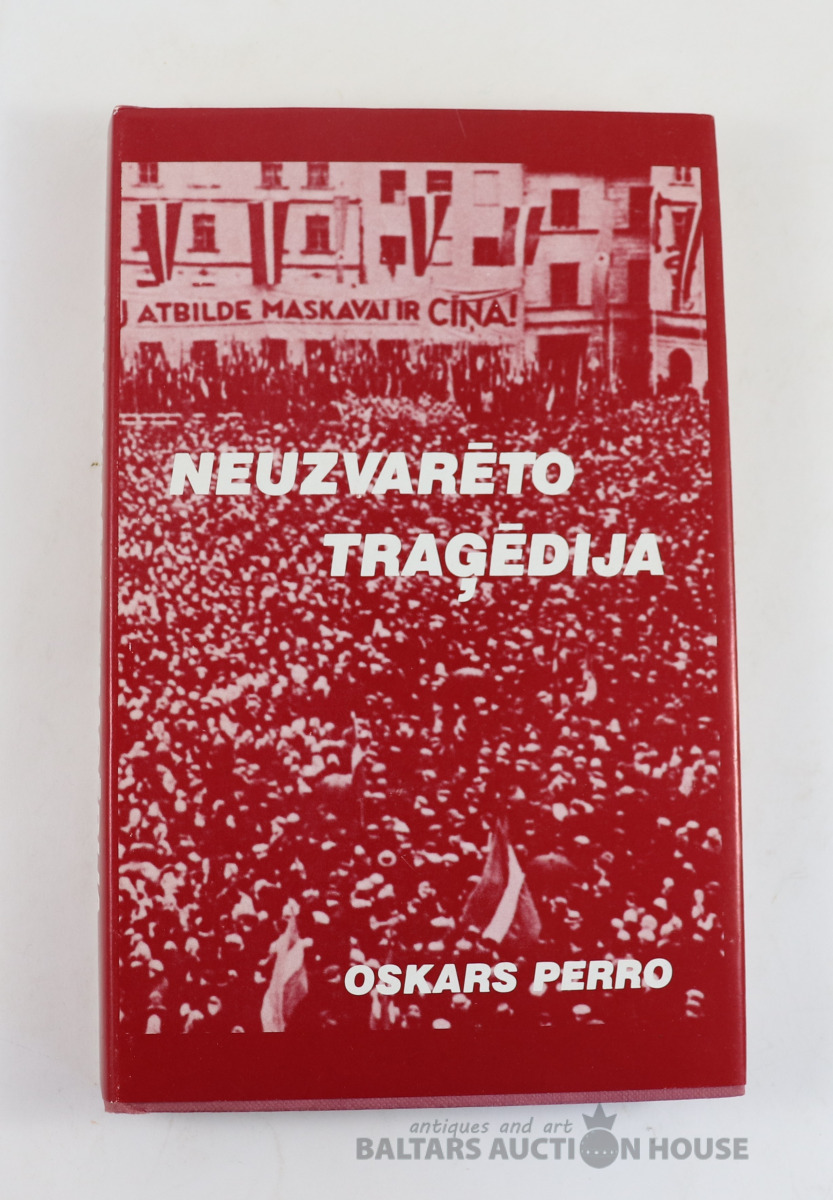 ATBILDE MASKAVAI IR CĪŅA!
NEUZVARĒTO
TRAĢĒDIJA
OSKARS PERRO
antiques and art
BALTARS AUCTION HOUSE